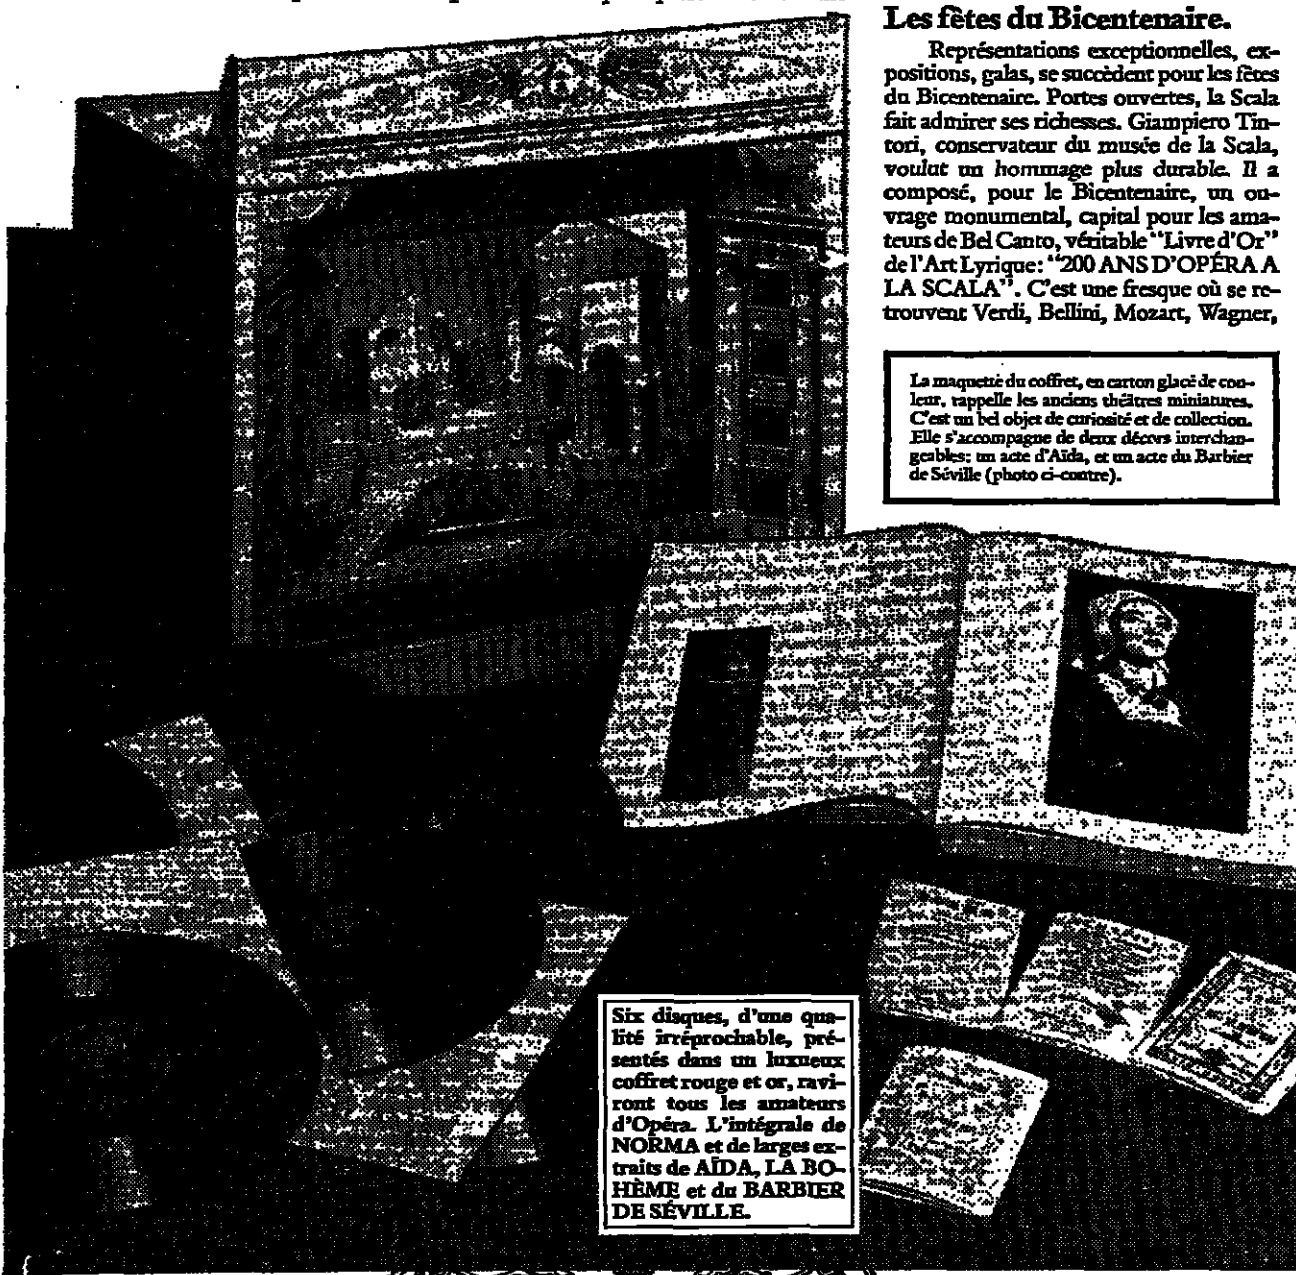 Les fêtes du Bicentenaire.
Représentations exceptionnelles, ex-
positions, galas, se succèdent pour les fêtes
du Bicentenaire. Portes ouvertes, la Scala
fait admirer ses richesses. Giampiero Tin-
tori, conservateur du musée de la Scala,
voulut un hommage plus durable. Il a
composé, pour le Bicentenaire, un ou-
vrage monumental, capital pour les ama-
teurs de Bel Canto, véritable "Livre d'Or"
de l'Art Lyrique: "200 ANS D'OPÉRA A
LA SCALA". C'est une fresque où se re-
trouvent Verdi, Bellini, Mozart, Wagner,
La maquette du coffret, en carton glacé de cou-
leur, rappelle les anciens théâtres miniatures.
C'est un bel objet de curiosité et de collection.
Elle s'accompagne de deux décors interchan-
geables: un acte d'Aïda, et un acte du Barbier
de Séville (photo ci-contre).
Six disques, d'une qua-
lité irréprochable, pré-
sentés dans un luxueux
coffret rouge et or, ravi-
ront tous les amateurs
d'Opéra. L'intégrale de
NORMA et de larges ex-
traits de AÏDA, LA BO-
HÈME et du BARBIER
DE SÉVILLE.